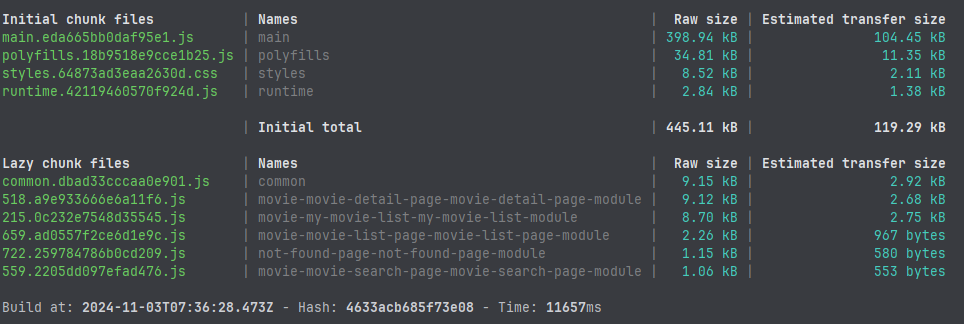 Initial chunk files | Names | Raw size | Estimated transfer size
main.eda665bb0daf95e1.js | main | 398.94 kB | 104.45 kB
polyfills.18b9518e9cce1b25.js | polyfills | 34.81 kB | 11.35 kB
styles.64873ad3eaa2630d.css | styles | 8.52 kB | 2.11 kB
runtime.42119460570f924d.js | runtime | 2.84 kB | 1.38 kB
| Initial total | 445.11 kB | 119.29 kB
Lazy chunk files | Names | Raw size | Estimated transfer size
common.dbad33cccaa0e901.js | common | 9.15 kB | 2.92 kB
518.a9e933666e6a11f6.js | movie-movie-detail-page-movie-detail-page-module | 9.12 kB | 2.68 kB
215.0c232e7548d35545.js | movie-my-movie-list-my-movie-list-module | 8.70 kB | 2.75 kB
659.ad0557f2ce6d1e9c.js | movie-movie-list-page-movie-list-page-module | 2.26 kB | 967 bytes
722.259784786b0cd209.js | not-found-page-not-found-page-module | 1.15 kB | 580 bytes
559.2205dd097efad476.js | movie-movie-search-page-movie-search-page-module | 1.06 kB | 553 bytes
Build at: 2024-11-03T07:36:28.473Z - Hash: 4633acb685f73e08 - Time: 11657ms